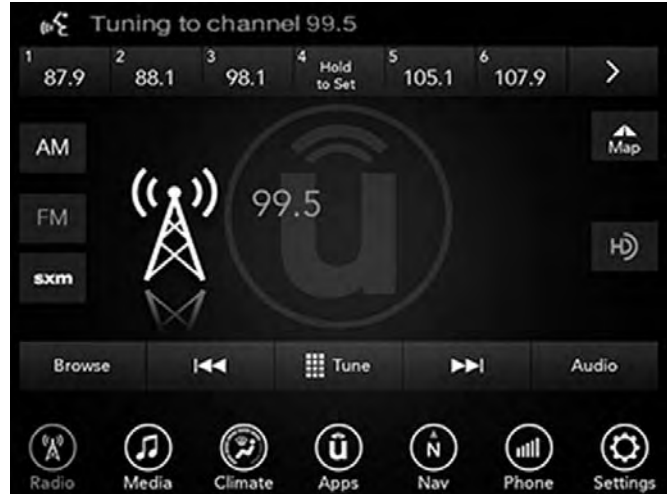 Tuning to channel 99.5
1 87.9 2 88.1 3 98.1 4 Hold to Set 5 105.1 6 107.9
AM
Map
99.5
FM
HD
sxm
ū
Browse Tune Audio
ū N
Radio Media Climate Apps Nav Phone Settings